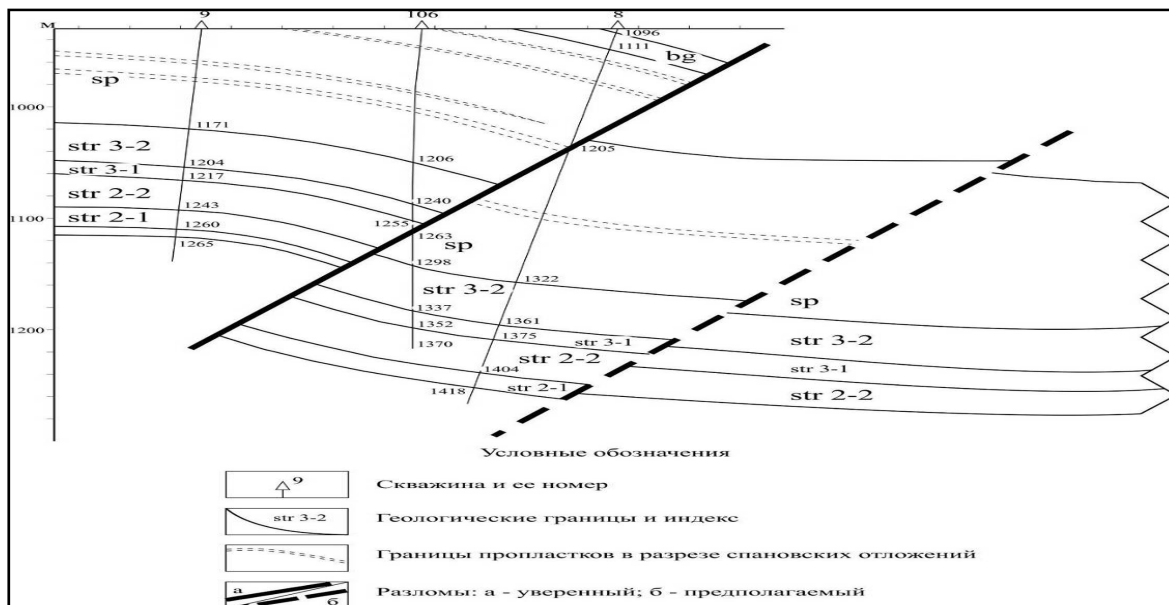 м
9
106
8
1096
1111
bg
sp
1000
1171
1205
str 3-2
1206
1204
str 3-1
1217
1240
str 2-2
1100
1243
str 2-1
1255
1263
1260
sp
1265
1298
1322
str 3-2
sp
1337
1361
1200
1352
str 3-1
str 3-2
1375
1370
str 2-2
str 3-1
1404
str 2-1
str 2-2
1418
Условные обозначения
9
Скважина и ее номер
str 3-2
Геологические границы и индекс
Границы пропластков в разрезе спановских отложений
а
б
Разломы: а - уверенный; б - предполагаемый